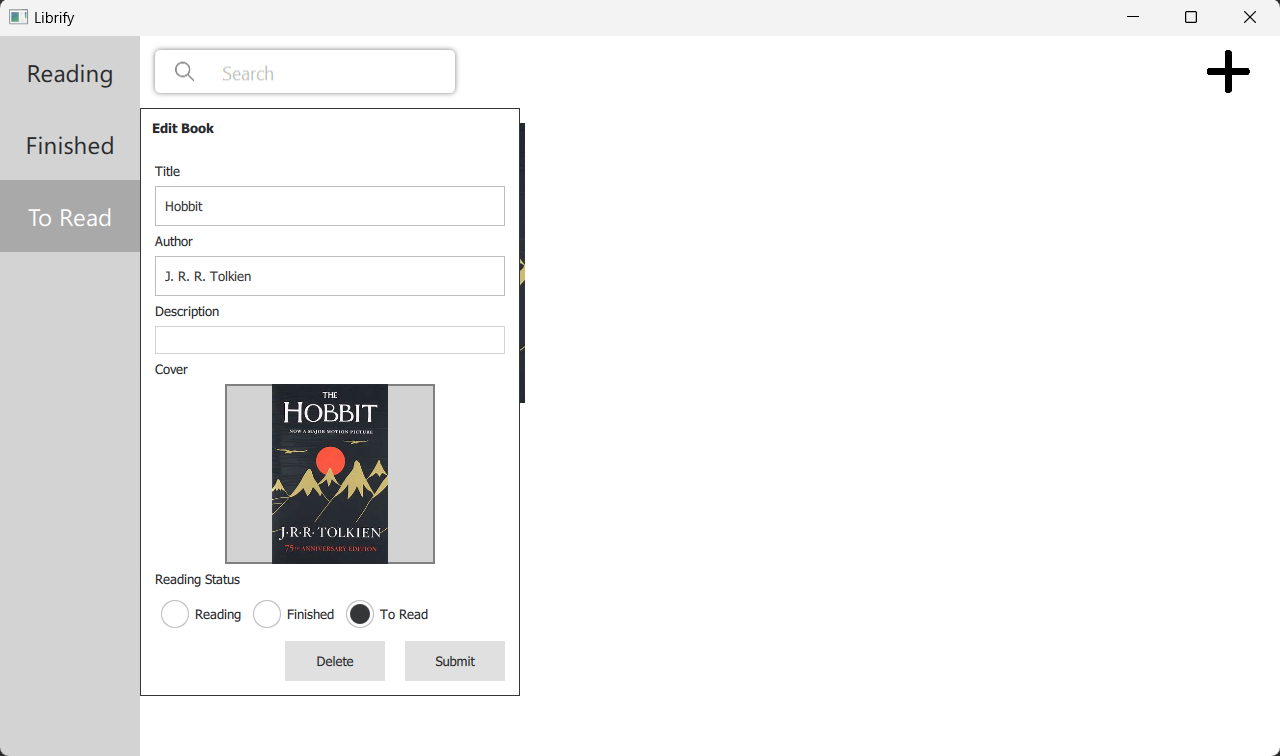 Librify
Reading
Finished
To Read
Search
Edit Book
Title
Hobbit
Author
J. R. R. Tolkien
Description
Cover
THE
HOBBIT
NOW A MAJOR MOTION PICTURE
J·R·R·TOLKIEN
75TH ANNIVERSARY EDITION
Reading Status
Reading Finished To Read
Delete Submit